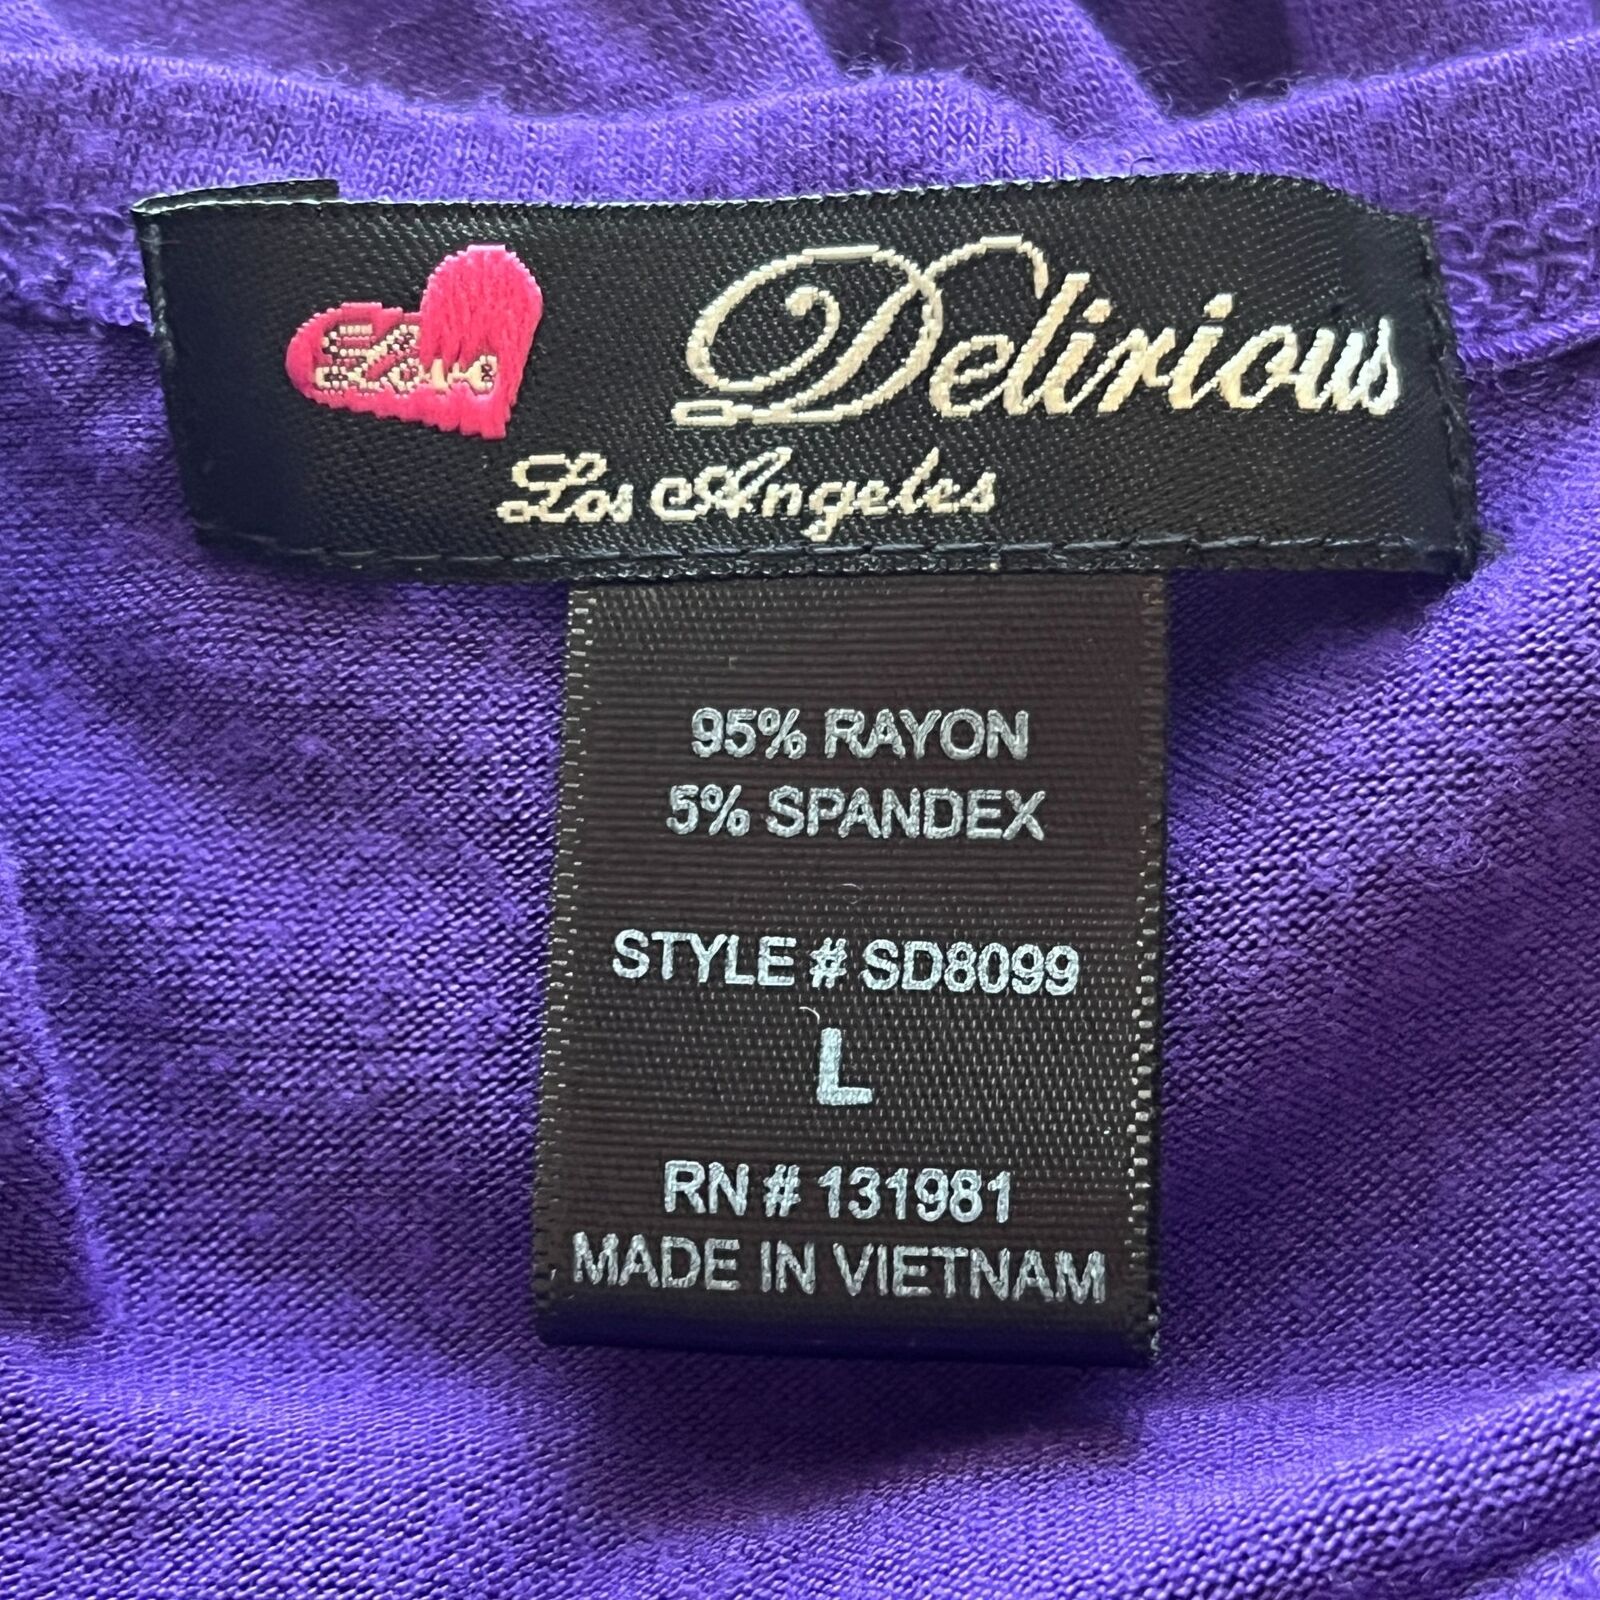 Love Delirious
Los Angeles
95% RAYON
5% SPANDEX
STYLE # SD8099
L
RN # 131981
MADE IN VIETNAM